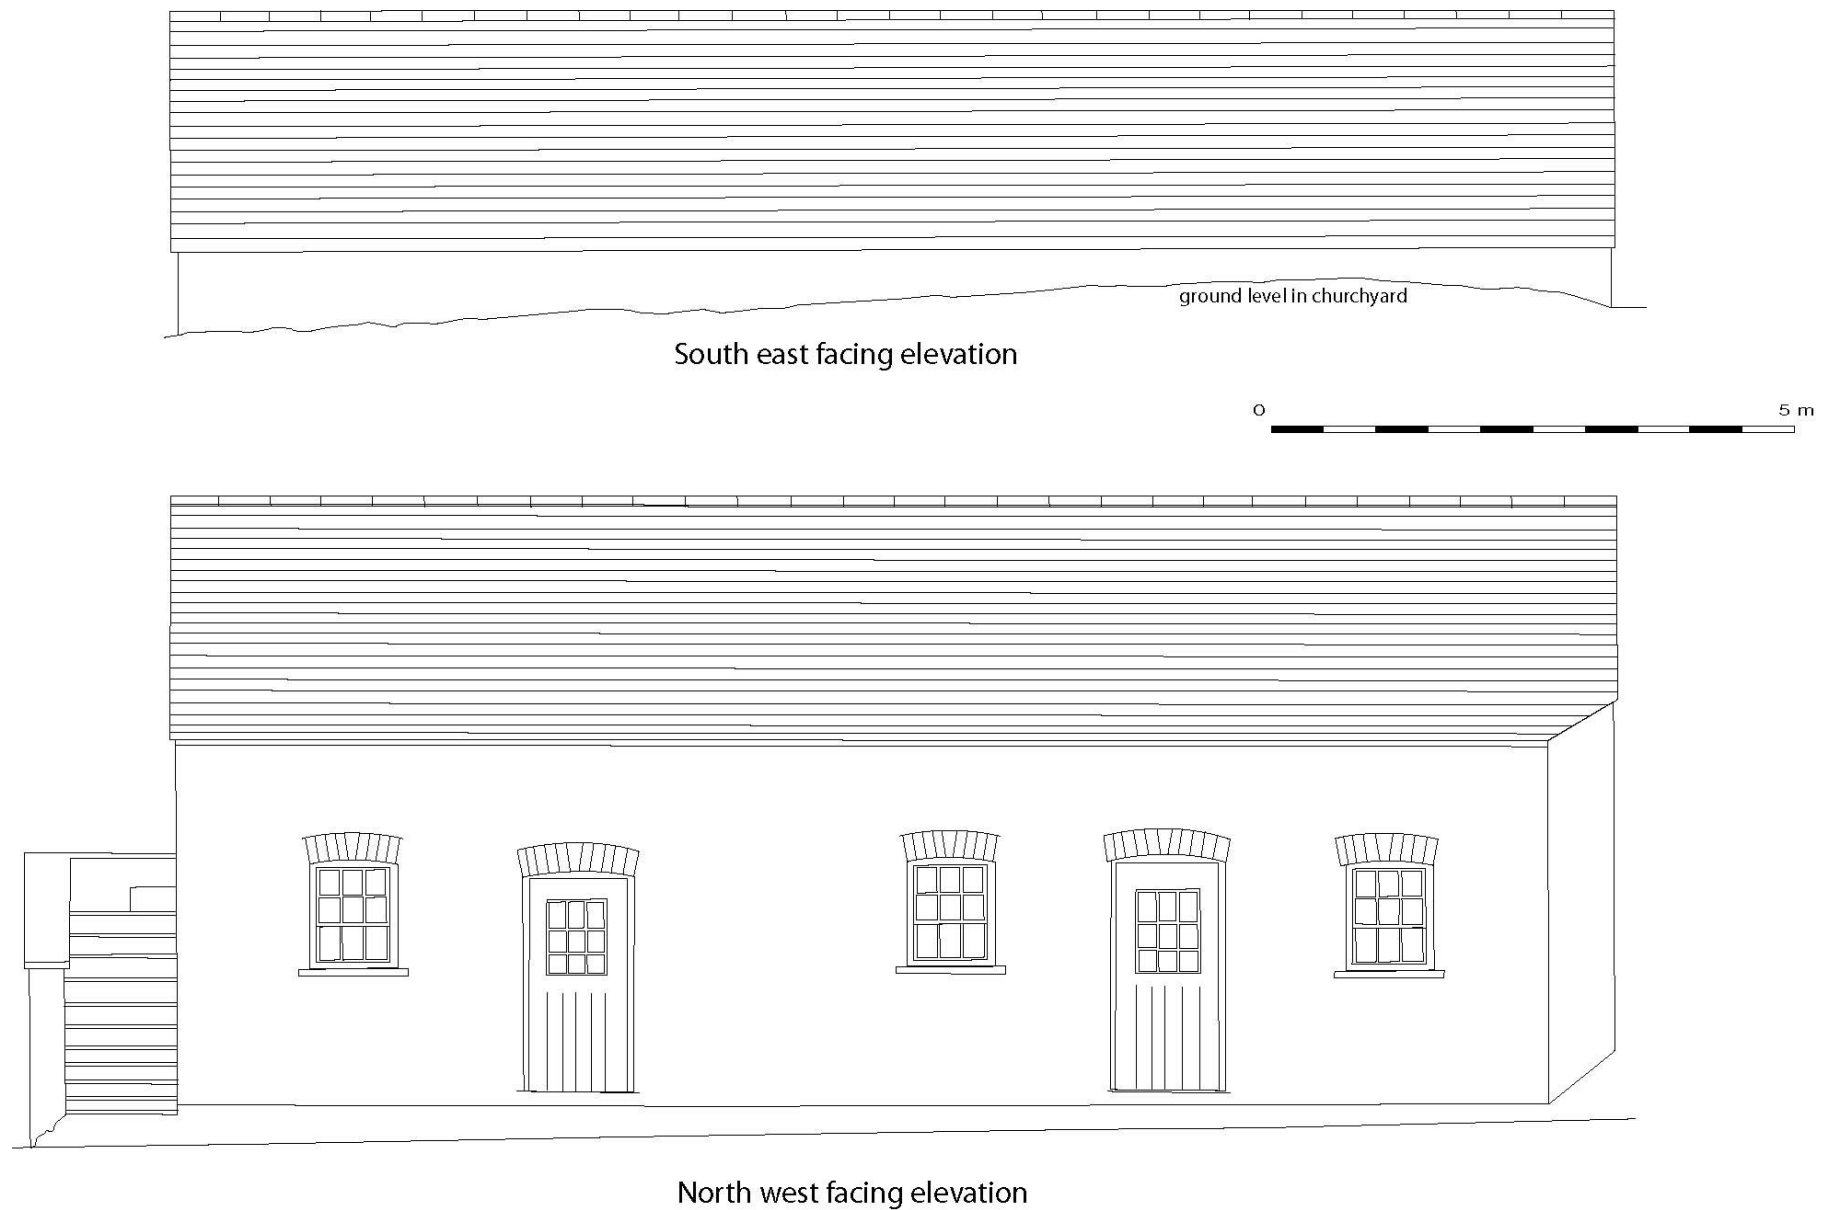 ground level in churchyard
South east facing elevation
0 5 m
North west facing elevation